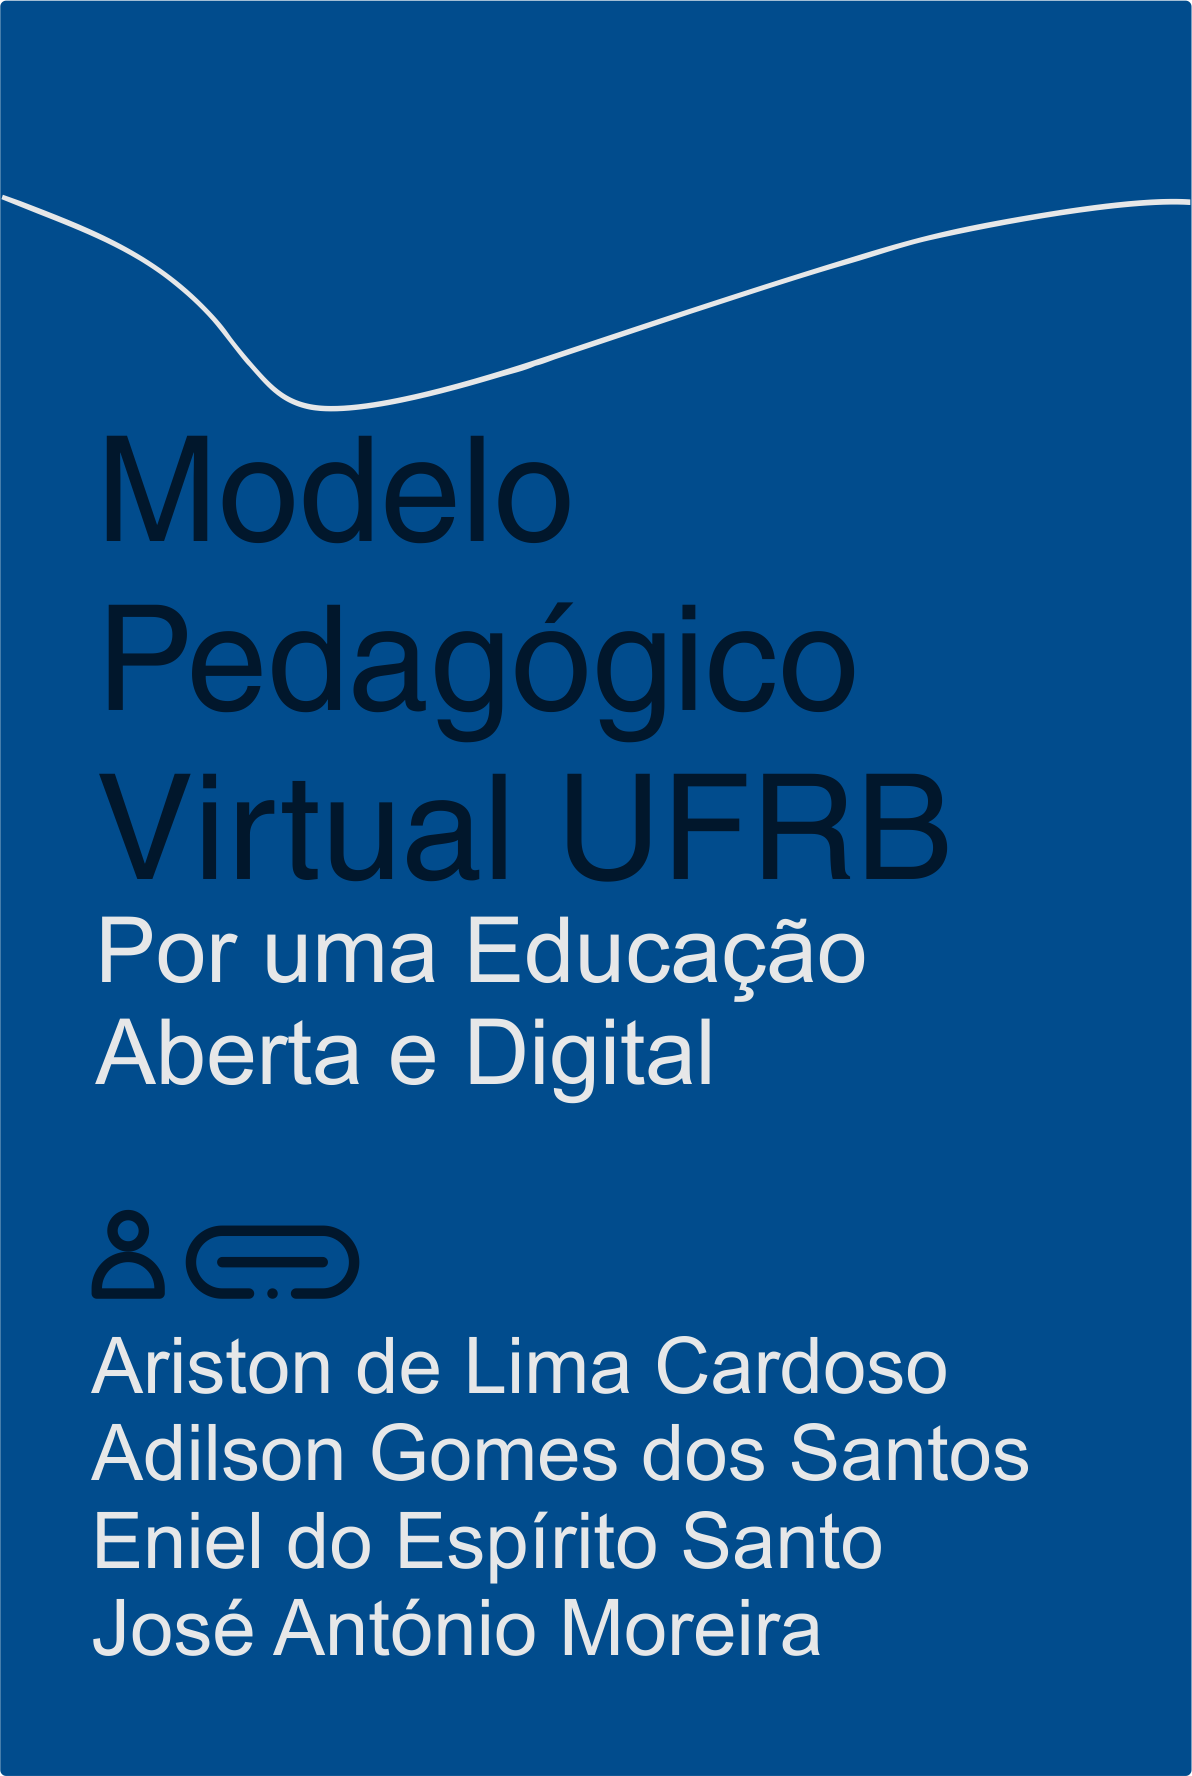 Modelo
Pedagógico
Virtual UFRB
Por uma Educação
Aberta e Digital
Ariston de Lima Cardoso
Adilson Gomes dos Santos
Eniel do Espírito Santo
José António Moreira